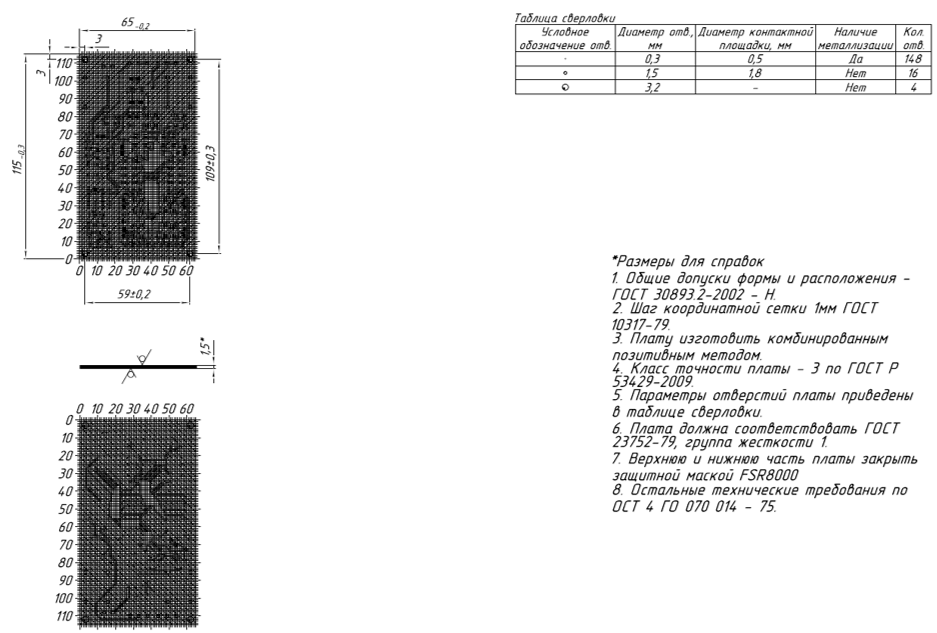 65 -0,2
3
3
110
100
90
80
70
60
50
40
30
20
10
0
0 10 20 30 40 50 60
115 -0,3
109±0,3
59±0,2
1,5*
0 10 20 30 40 50 60
0
10
20
30
40
50
60
70
80
90
100
110
Таблица сверловки
Условное обозначение отв. Диаметр отв., мм Диаметр контактной площадки, мм Наличие металлизации Кол. отв.
0,3 0,5 Да 148
1,5 1,8 Нет 16
3,2 – Нет 4
*Размеры для справок
1. Общие допуски формы и расположения –
ГОСТ 30893.2-2002 – Н.
2. Шаг координатной сетки 1мм ГОСТ
10317-79.
3. Плату изготовить комбинированным
позитивным методом.
4. Класс точности платы – 3 по ГОСТ Р
53429-2009.
5. Параметры отверстий платы приведены
в таблице сверловки.
6. Плата должна соответствовать ГОСТ
23752-79, группа жесткости 1.
7. Верхнюю и нижнюю часть платы закрыть
защитной маской FSR8000
8. Остальные технические требования по
ОСТ 4 ГО 070 014 – 75.